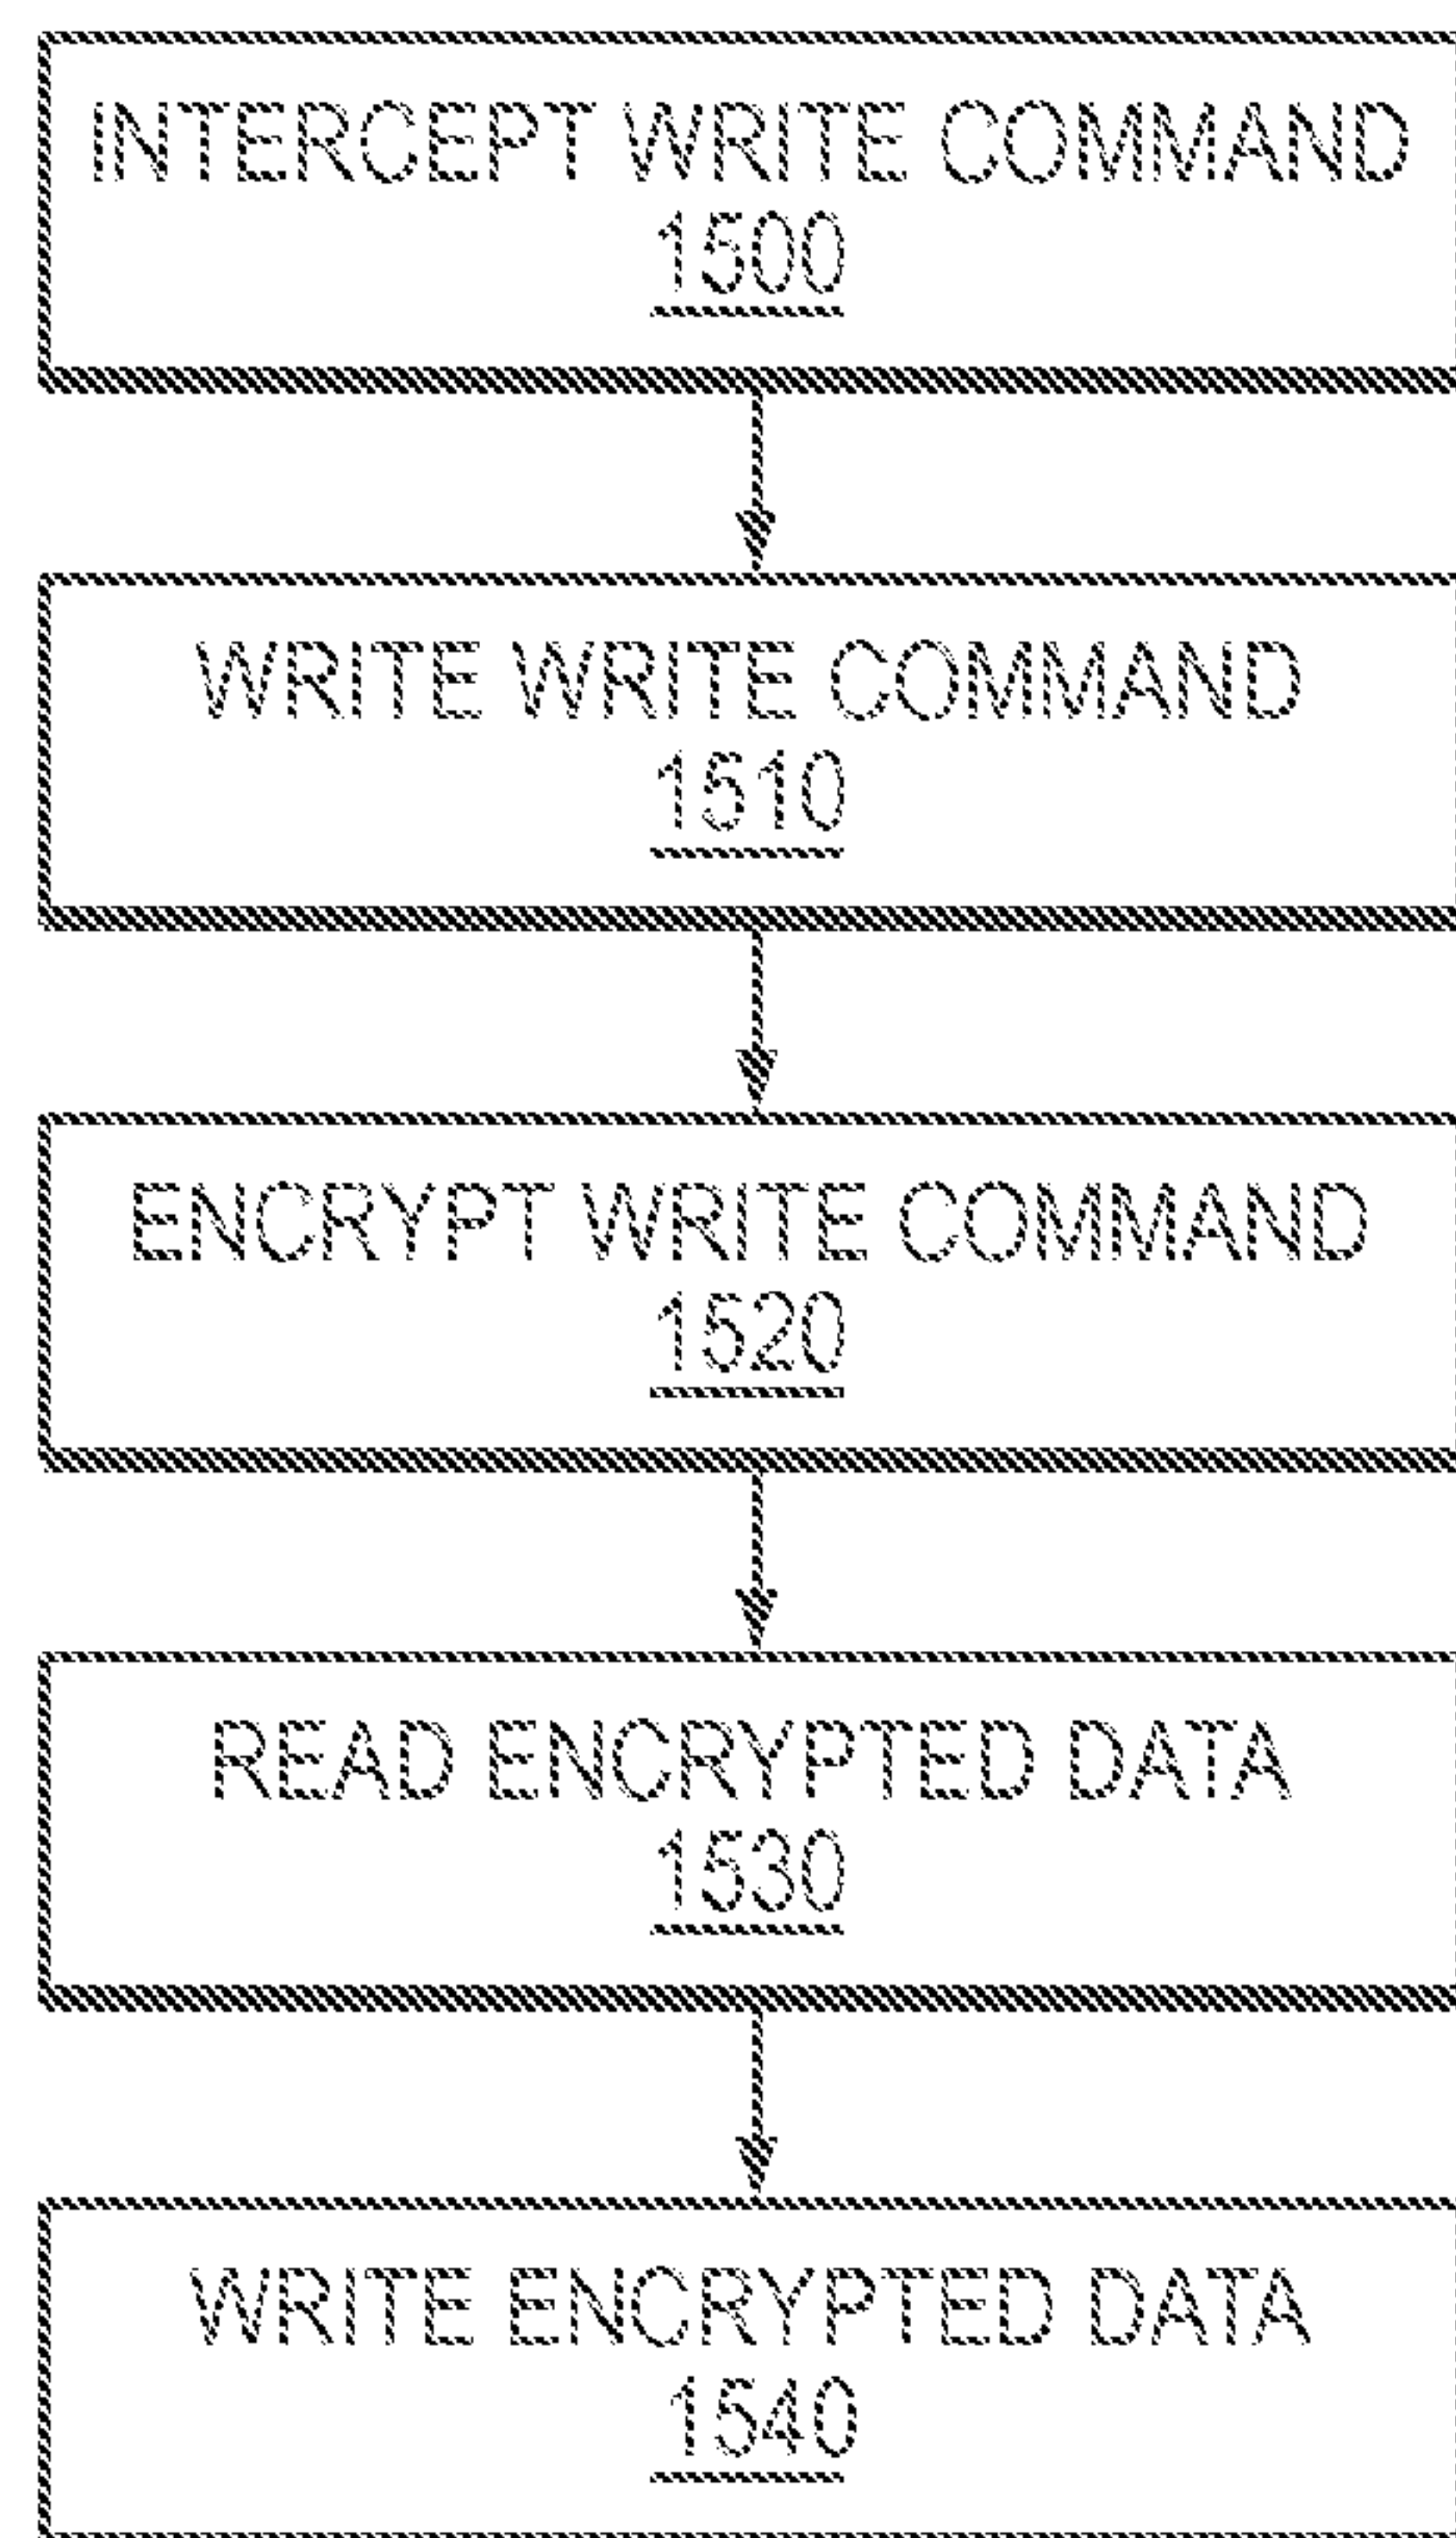 INTERCEPT WRITE COMMAND
1500
WRITE WRITE COMMAND
1510
ENCRYPT WRITE COMMAND
1520
READ ENCRYPTED DATA
1530
WRITE ENCRYPTED DATA
1540